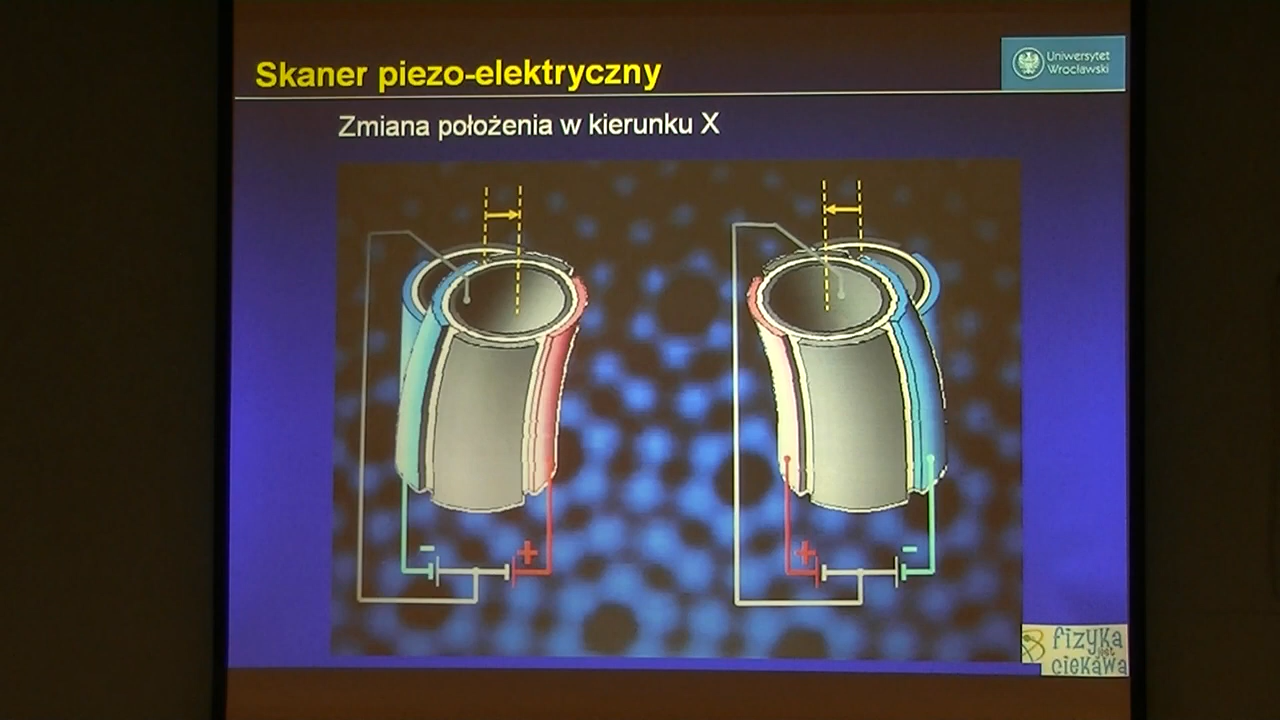 Skaner piezo-elektryczny
Uniwersytet
Wrocławski
Zmiana położenia w kierunku X
-
+
+
-
fizyka
jest
ciekawa